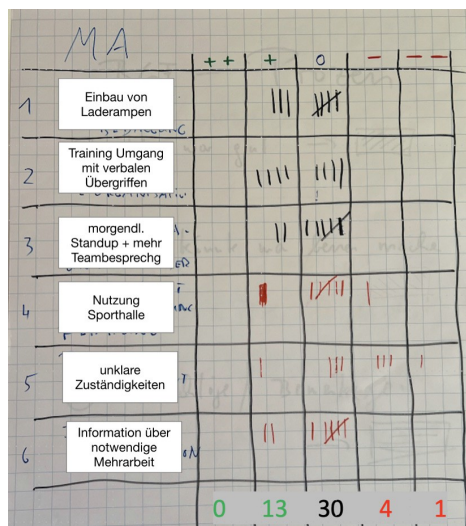 MA
++ + o - --
1 Einbau von
Laderampen
2 Training Umgang
mit verbalen
Übergriffen
3 morgendl.
Standup + mehr
Teambesprechg
4 Nutzung
Sporthalle
5 unklare
Zuständigkeiten
6 Information über
notwendige
Mehrarbeit
0 13 30 4 1